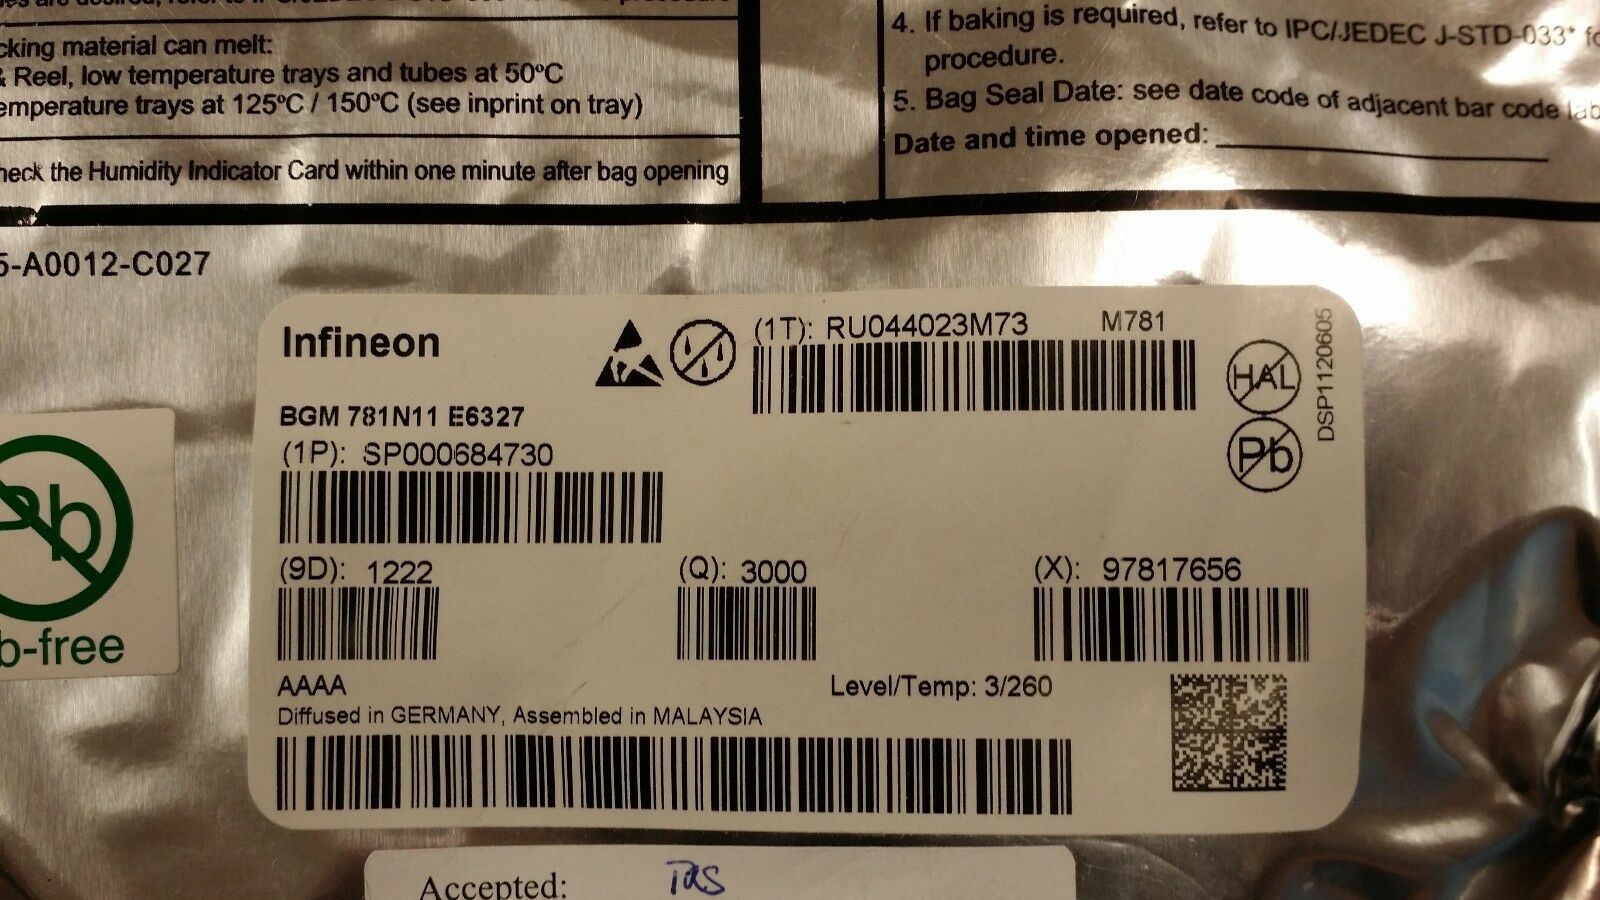 cking material can melt:
& Reel, low temperature trays and tubes at 50°C
emperature trays at 125°C / 150°C (see inprint on tray)
heck the Humidity Indicator Card within one minute after bag opening
4. If baking is required, refer to IPC/JEDEC J-STD-033* fo
procedure.
5. Bag Seal Date: see date code of adjacent bar code lab
Date and time opened:
5-A0012-C027
Infineon
(1T): RU044023M73 M781
HAL
Pb
DSP1120605
BGM 781N11 E6327
(1P): SP000684730
(9D): 1222
(Q): 3000
(X): 97817656
AAAA
Level/Temp: 3/260
Diffused in GERMANY, Assembled in MALAYSIA
Pb
b-free
Accepted: